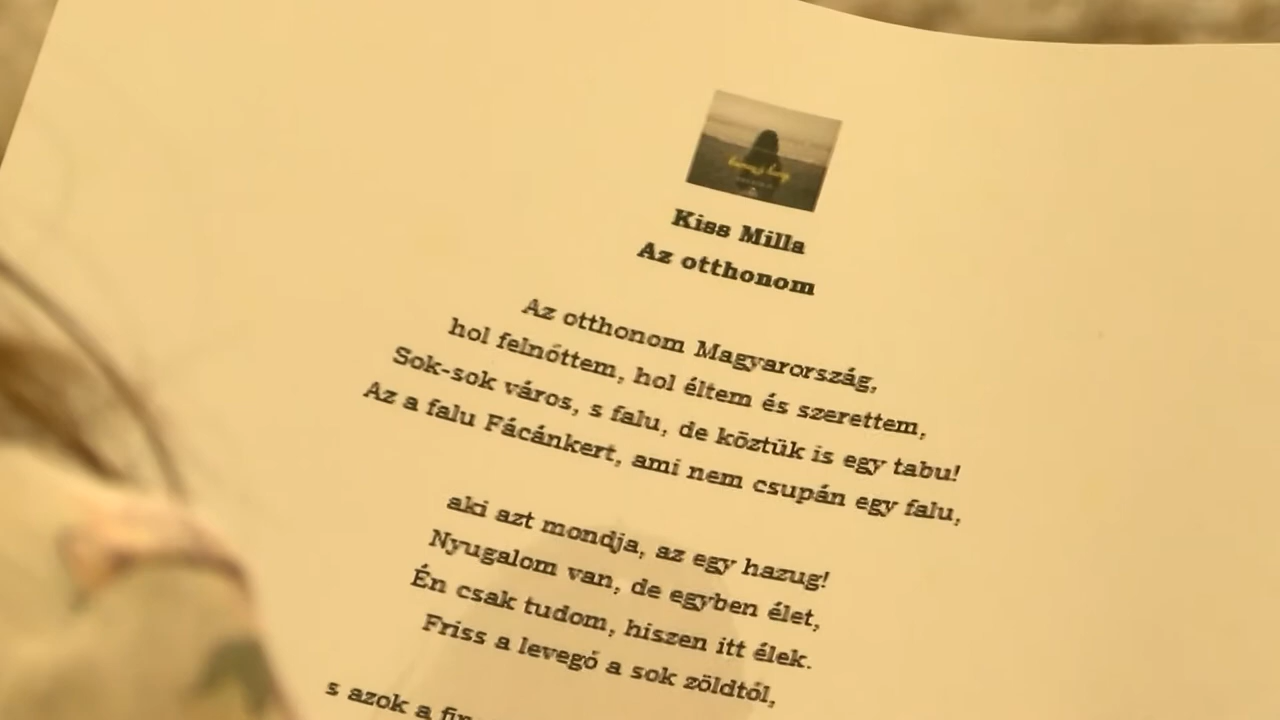 Kiss Milla
Az otthonom
Az otthonom Magyarország,
hol felnőttem, hol éltem és szerettem,
Sok-sok város, s falu, de köztük is egy tabu!
Az a falu Fácánkert, ami nem csupán egy falu,
aki azt mondja, az egy hazug!
Nyugalom van, de egyben élet,
Én csak tudom, hiszen itt élek.
Friss a levegő a sok zöldtől,
s azok a